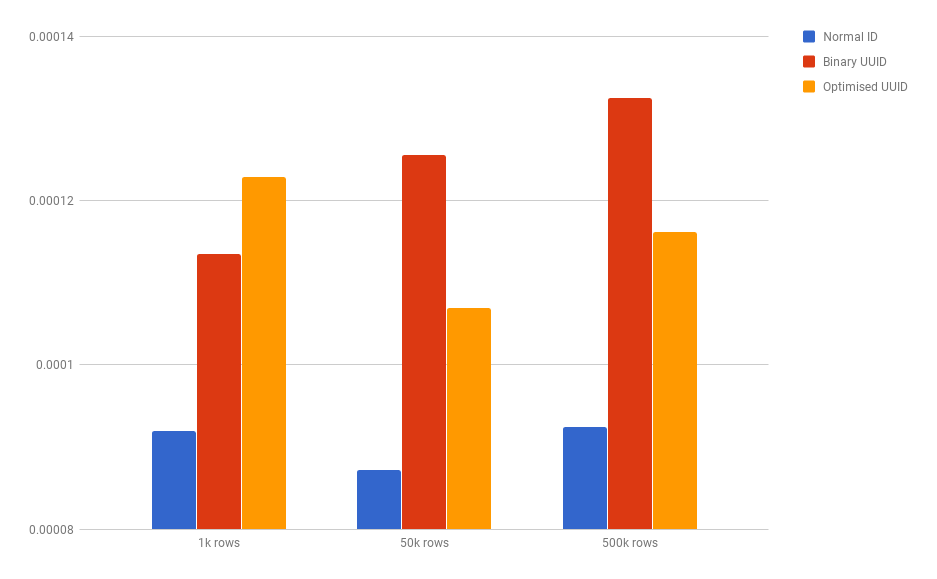 0.00014
0.00012
0.0001
0.00008
1k rows
50k rows
500k rows
Normal ID
Binary UUID
Optimised UUID